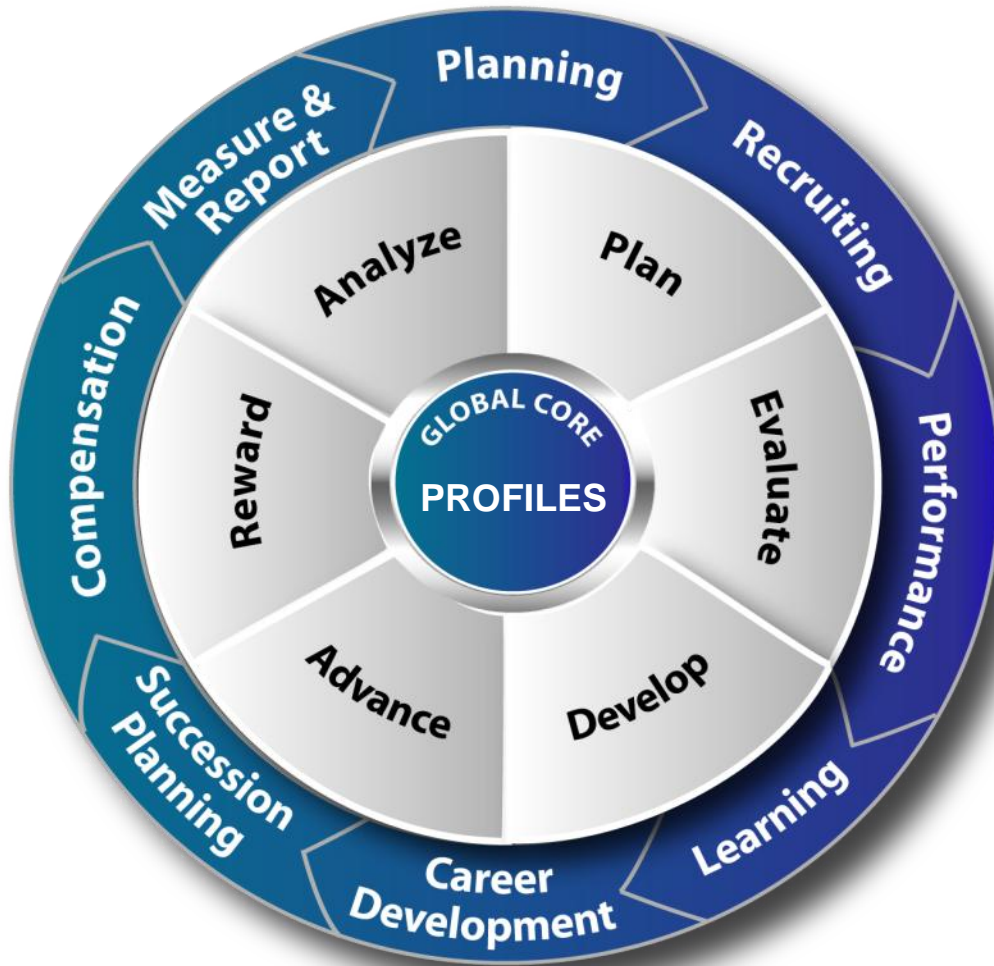 Planning
Recruiting
Performance
Learning
Career
Development
Succession
Planning
Compensation
Measure &
Report
Plan
Evaluate
Develop
Advance
Reward
Analyze
GLOBAL CORE
PROFILES